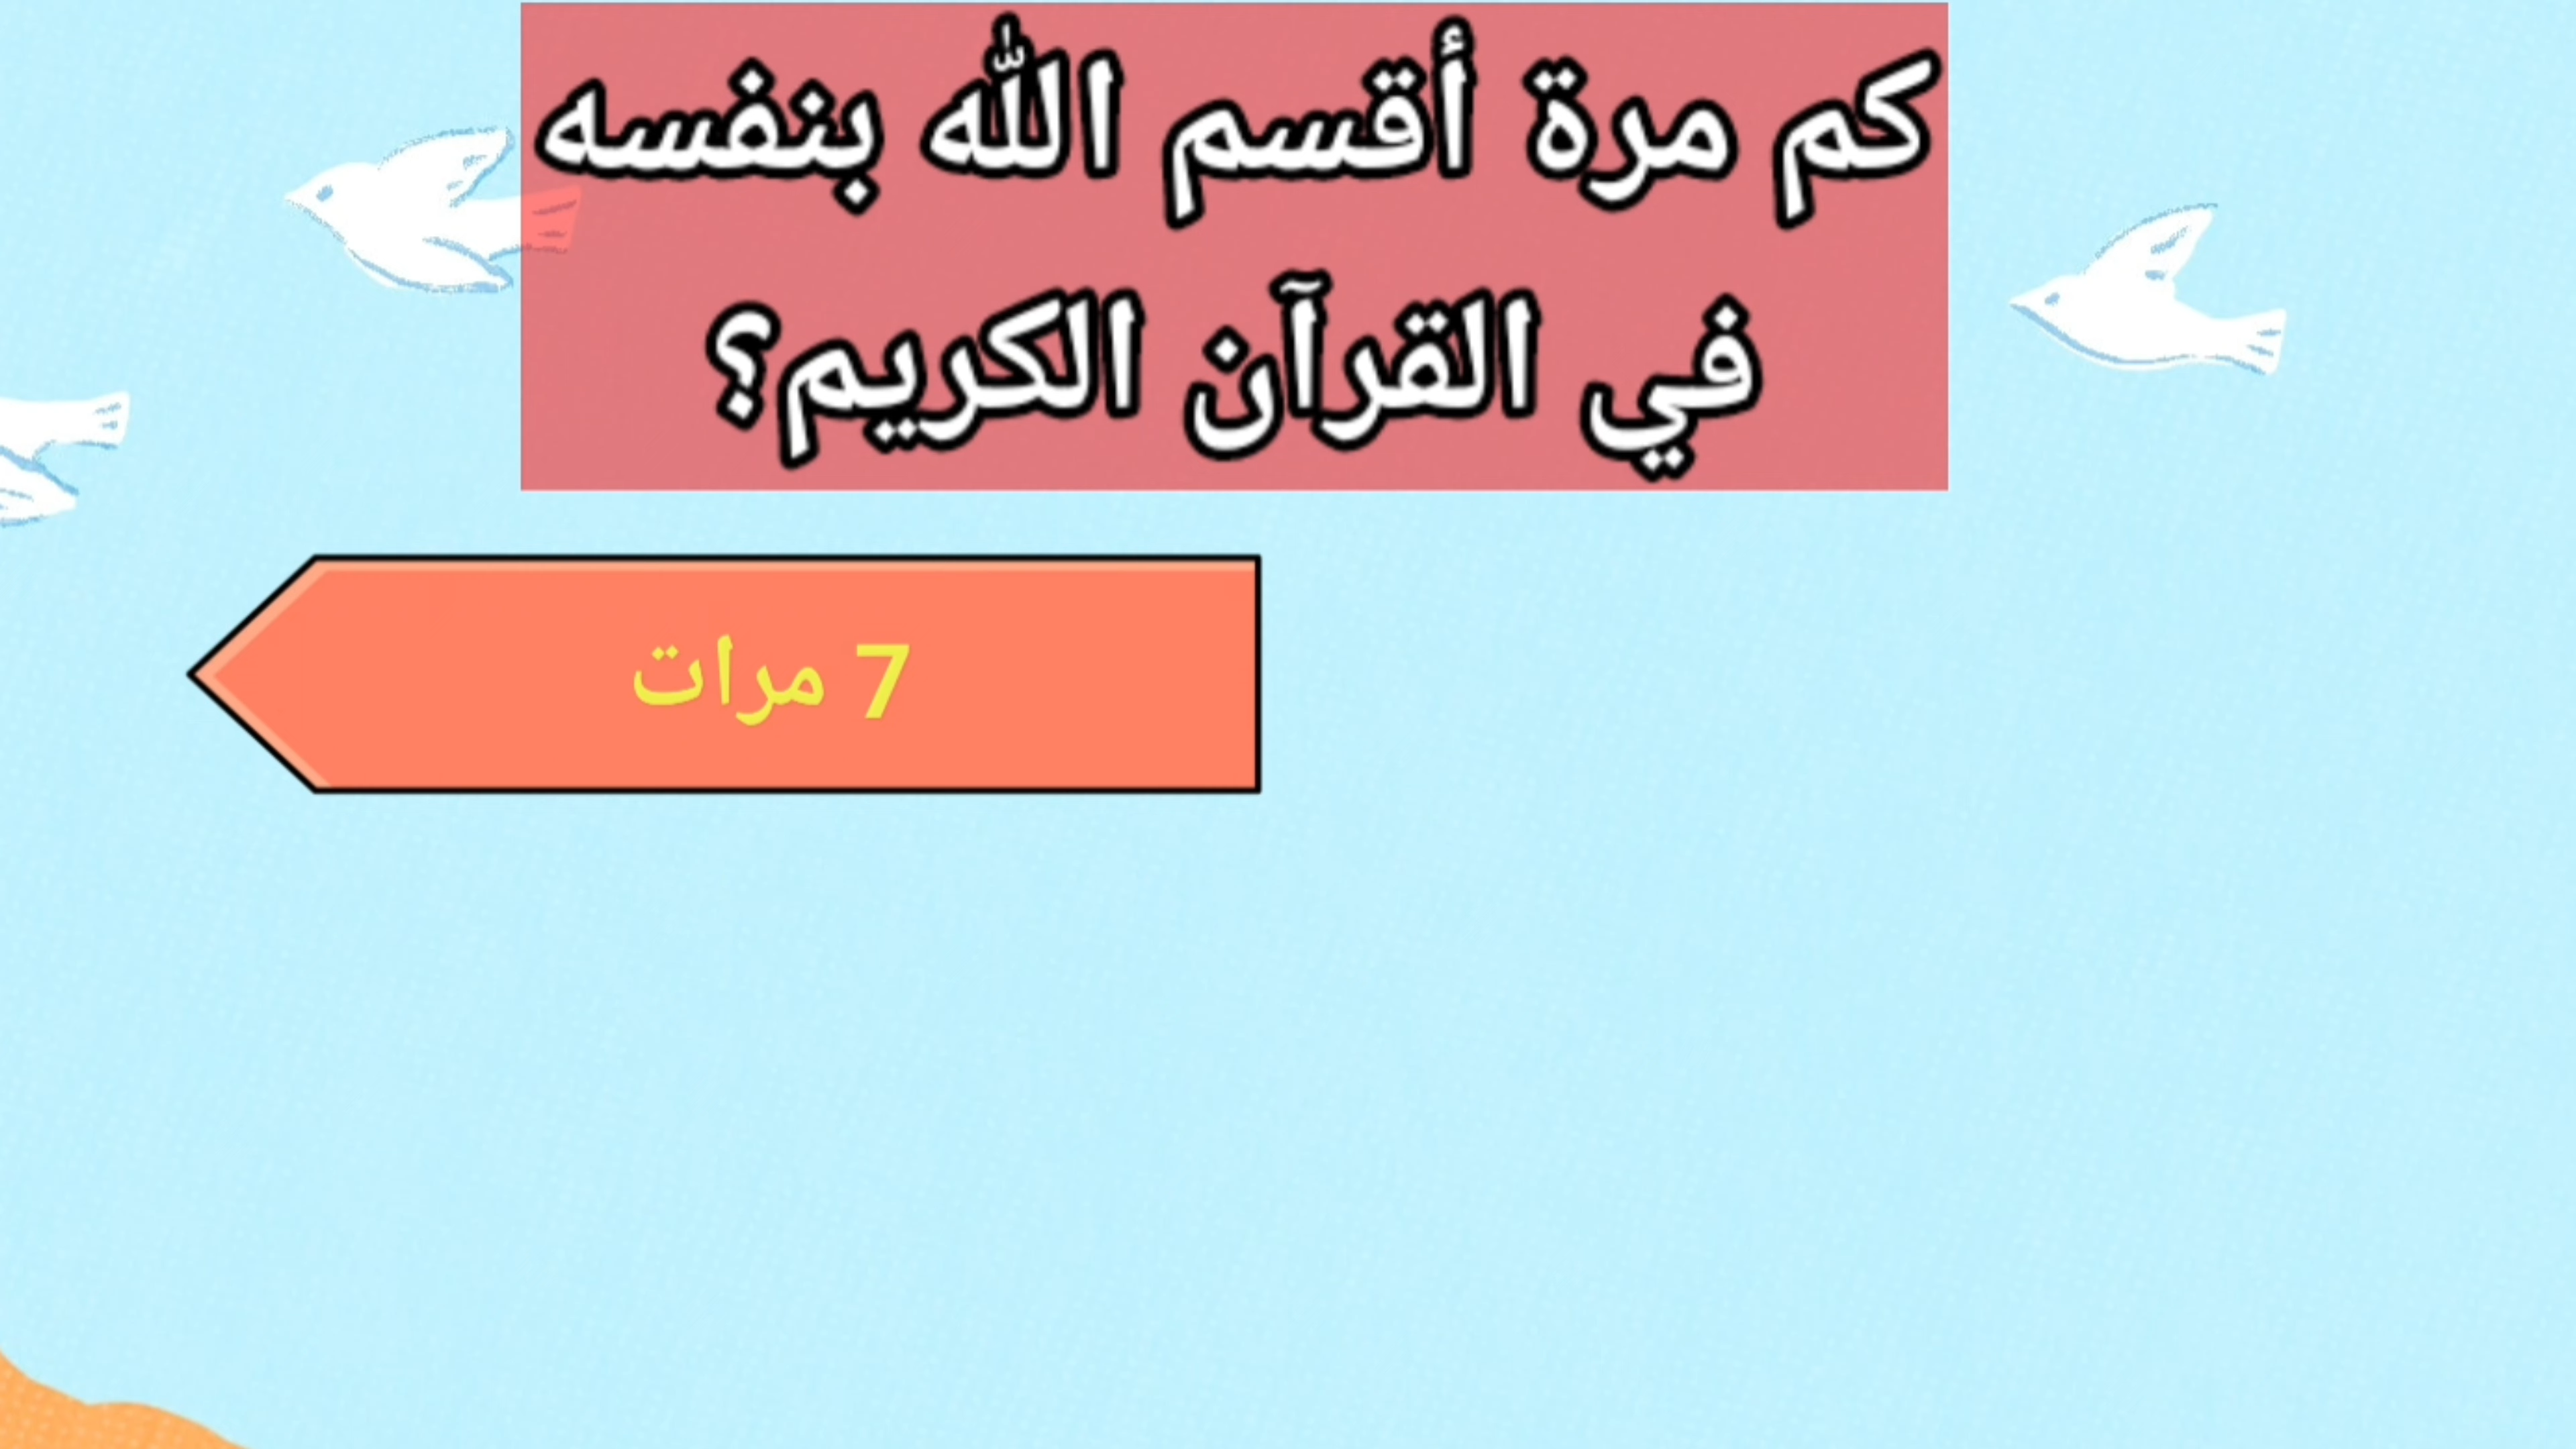 كم مرة أقسم الله بنفسه
في القرآن الكريم؟
7 مرات